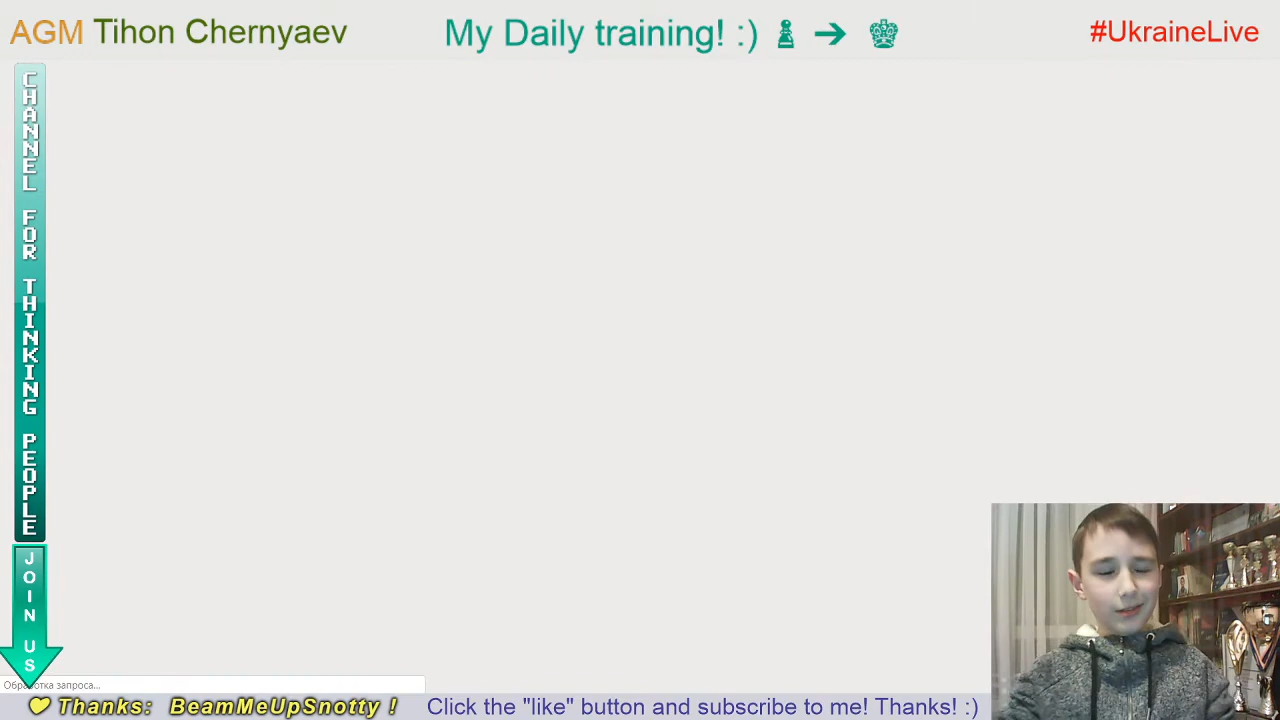 AGM Tihon Chernyaev
My Daily training! :)
#UkraineLive
CHANNEL FOR THINKING PEOPLE
JOIN US
Обработка запроса...
Thanks: BeamMeUpSnotty !
Click the "like" button and subscribe to me! Thanks! :)